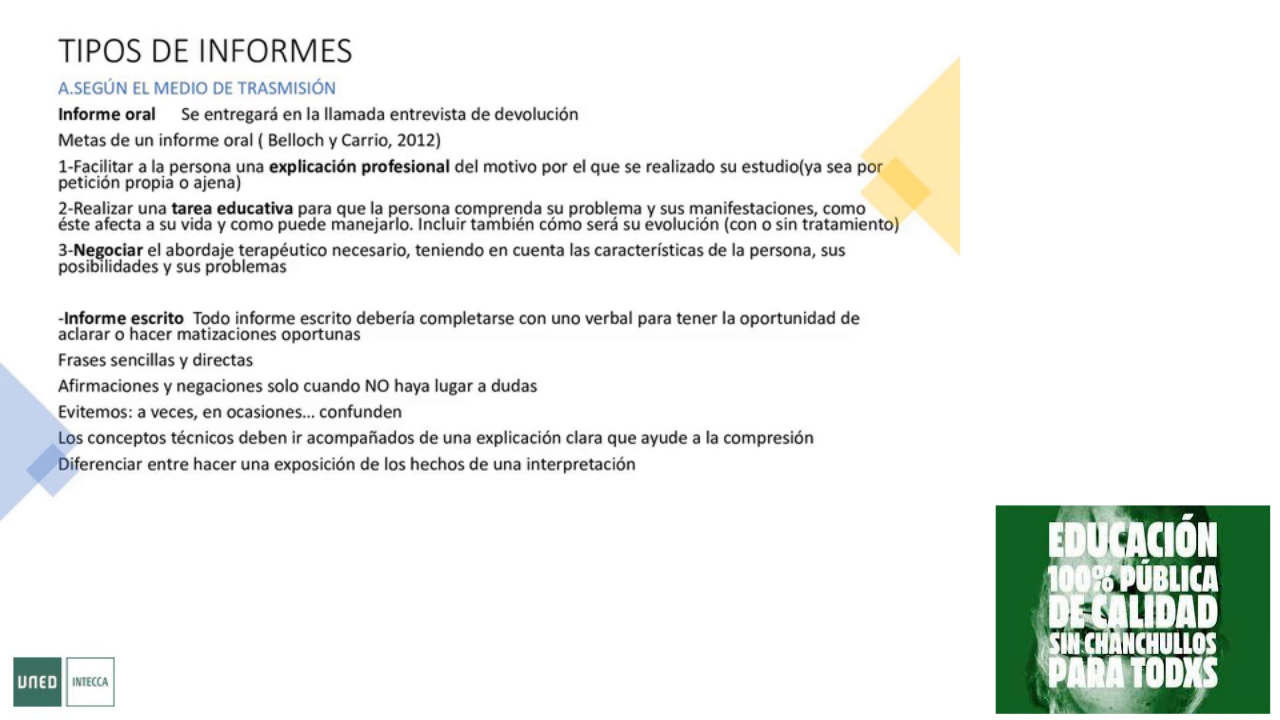 TIPOS DE INFORMES
A.SEGÚN EL MEDIO DE TRASMISIÓN
Informe oral Se entregará en la llamada entrevista de devolución
Metas de un informe oral ( Belloch y Carrio, 2012)
1-Facilitar a la persona una explicación profesional del motivo por el que se realizado su estudio(ya sea por
petición propia o ajena)
2-Realizar una tarea educativa para que la persona comprenda su problema y sus manifestaciones, como
éste afecta a su vida y como puede manejarlo. Incluir también cómo será su evolución (con o sin tratamiento)
3-Negociar el abordaje terapéutico necesario, teniendo en cuenta las características de la persona, sus
posibilidades y sus problemas
-Informe escrito Todo informe escrito debería completarse con uno verbal para tener la oportunidad de
aclarar o hacer matizaciones oportunas
Frases sencillas y directas
Afirmaciones y negaciones solo cuando NO haya lugar a dudas
Evitemos: a veces, en ocasiones... confunden
Los conceptos técnicos deben ir acompañados de una explicación clara que ayude a la compresión
Diferenciar entre hacer una exposición de los hechos de una interpretación
EDUCACIÓN
100% PÚBLICA
DE CALIDAD
SIN CHANCHULLOS
PARA TODXS
UNED INTECCA